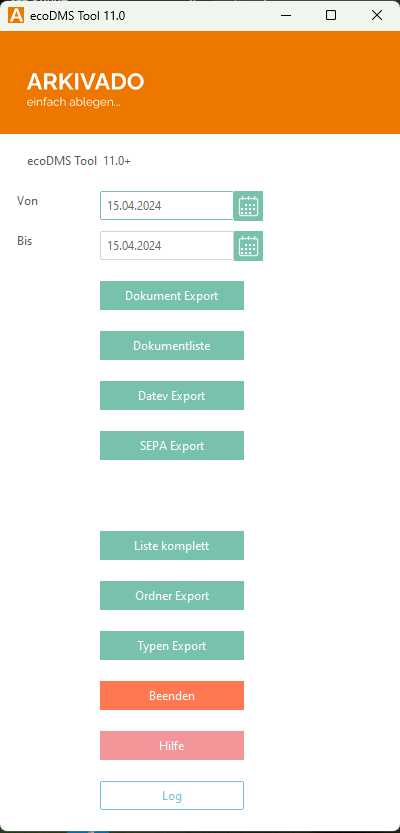 ecoDMS Tool 11.0
ARKIVADO
einfach ablegen...
ecoDMS Tool 11.0+
Von
15.04.2024
Bis
15.04.2024
Dokument Export
Dokumentliste
Datev Export
SEPA Export
Liste komplett
Ordner Export
Typen Export
Beenden
Hilfe
Log